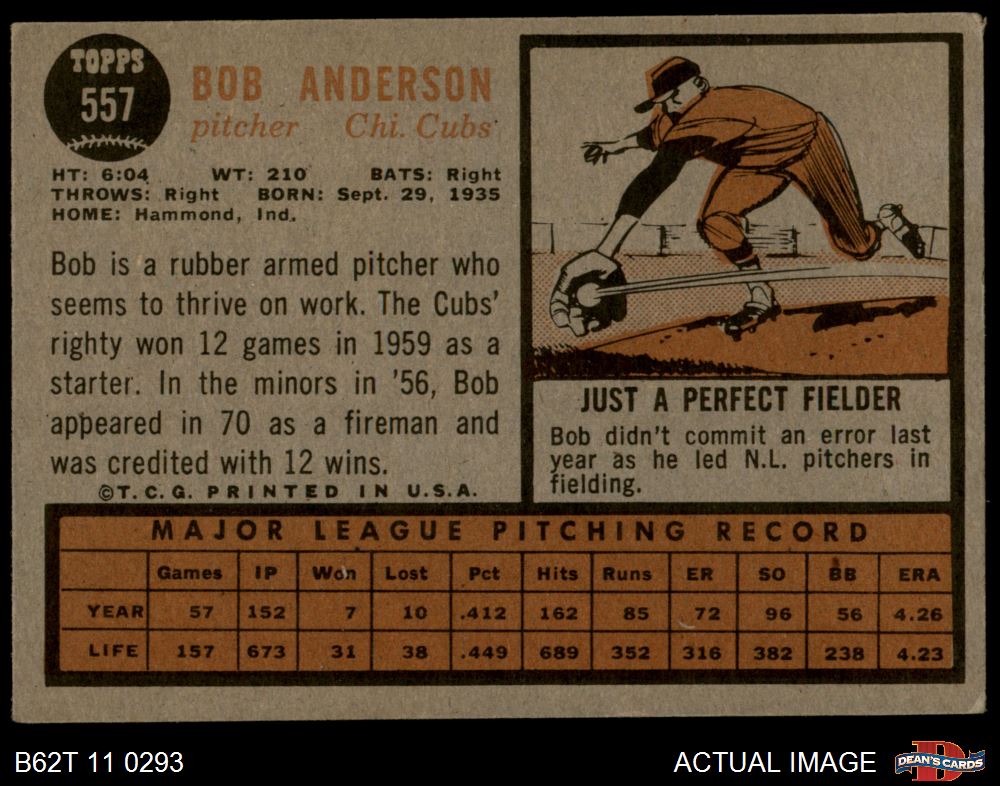 TOPPS
557
BOB ANDERSON
pitcher Chi. Cubs
HT: 6:04 WT: 210 BATS: Right
THROWS: Right BORN: Sept. 29, 1935
HOME: Hammond, Ind.
Bob is a rubber armed pitcher who
seems to thrive on work. The Cubs'
righty won 12 games in 1959 as a
starter. In the minors in '56, Bob
appeared in 70 as a fireman and
was credited with 12 wins.
©T.C.G. PRINTED IN U.S.A.
JUST A PERFECT FIELDER
Bob didn't commit an error last
year as he led N.L. pitchers in
fielding.
MAJOR LEAGUE PITCHING RECORD
Games IP Won Lost Pct Hits Runs ER SO BB ERA
YEAR 57 152 7 10 .412 162 85 72 96 56 4.26
LIFE 157 673 31 38 .449 689 352 316 382 238 4.23
B62T 11 0293 ACTUAL IMAGE
D
DEAN'S CARDS